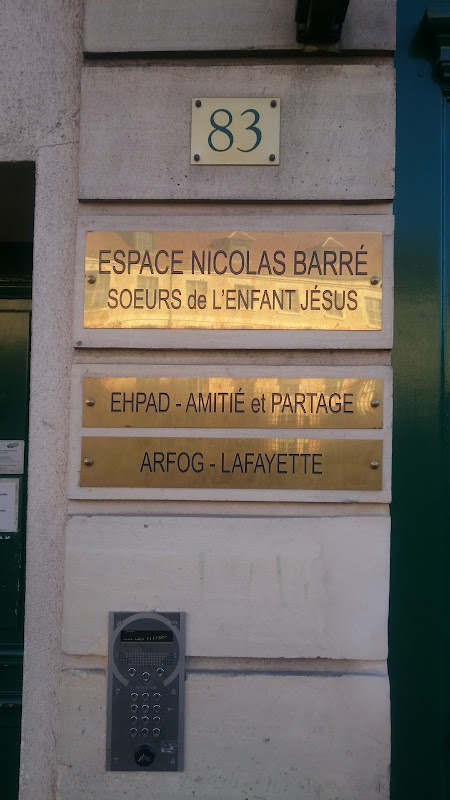 83
ESPACE NICOLAS BARRÉ
SOEURS de L'ENFANT JÉSUS
EHPAD - AMITIÉ et PARTAGE
ARFOG - LAFAYETTE